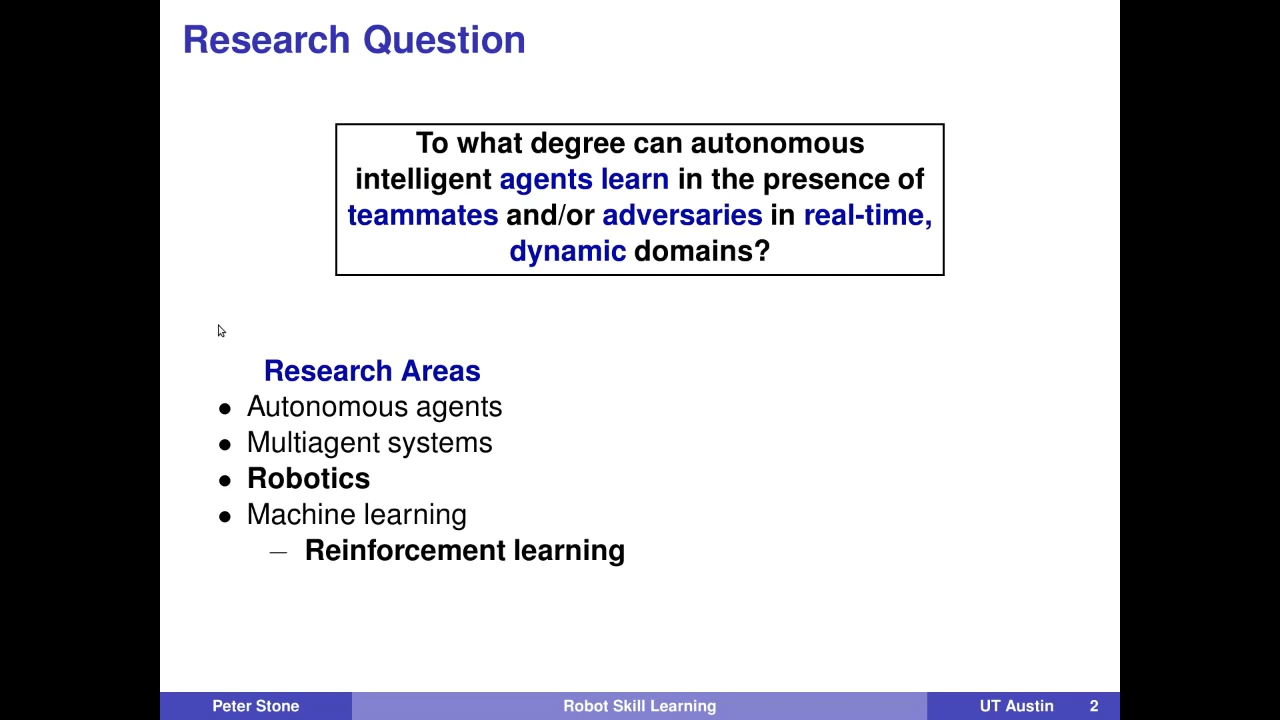 Research Question
To what degree can autonomous
intelligent agents learn in the presence of
teammates and/or adversaries in real-time,
dynamic domains?
Research Areas
• Autonomous agents
• Multiagent systems
• Robotics
• Machine learning
– Reinforcement learning
Peter Stone Robot Skill Learning UT Austin 2